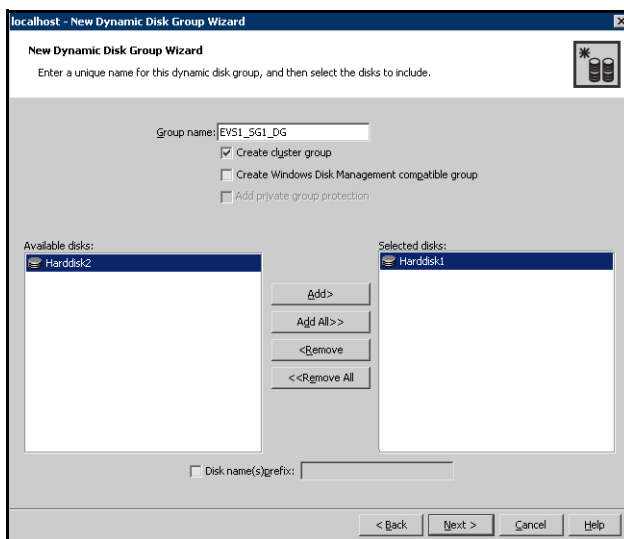 localhost - New Dynamic Disk Group Wizard
New Dynamic Disk Group Wizard
Enter a unique name for this dynamic disk group, and then select the disks to include.
Group name: EVS1_SG1_DG
Create cluster group
Create Windows Disk Management compatible group
Add private group protection
Available disks:
Harddisk2
Selected disks:
Harddisk1
Add>
Add All>>
<Remove
<<Remove All
Disk name(s)prefix:
< Back
Next >
Cancel
Help